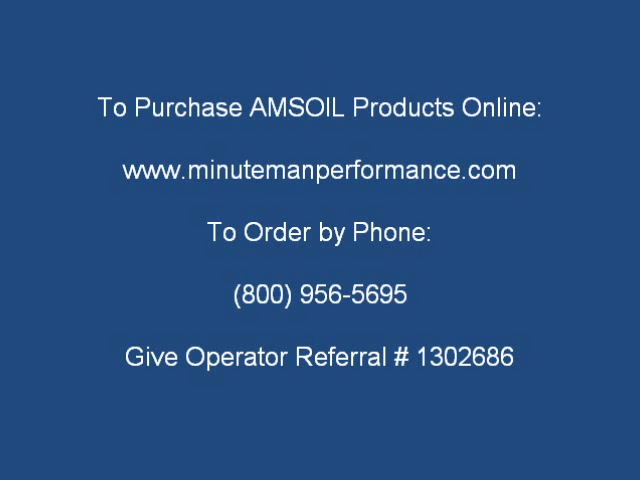 To Purchase AMSOIL Products Online:
www.minutemanperformance.com
To Order by Phone:
(800) 956-5695
Give Operator Referral # 1302686